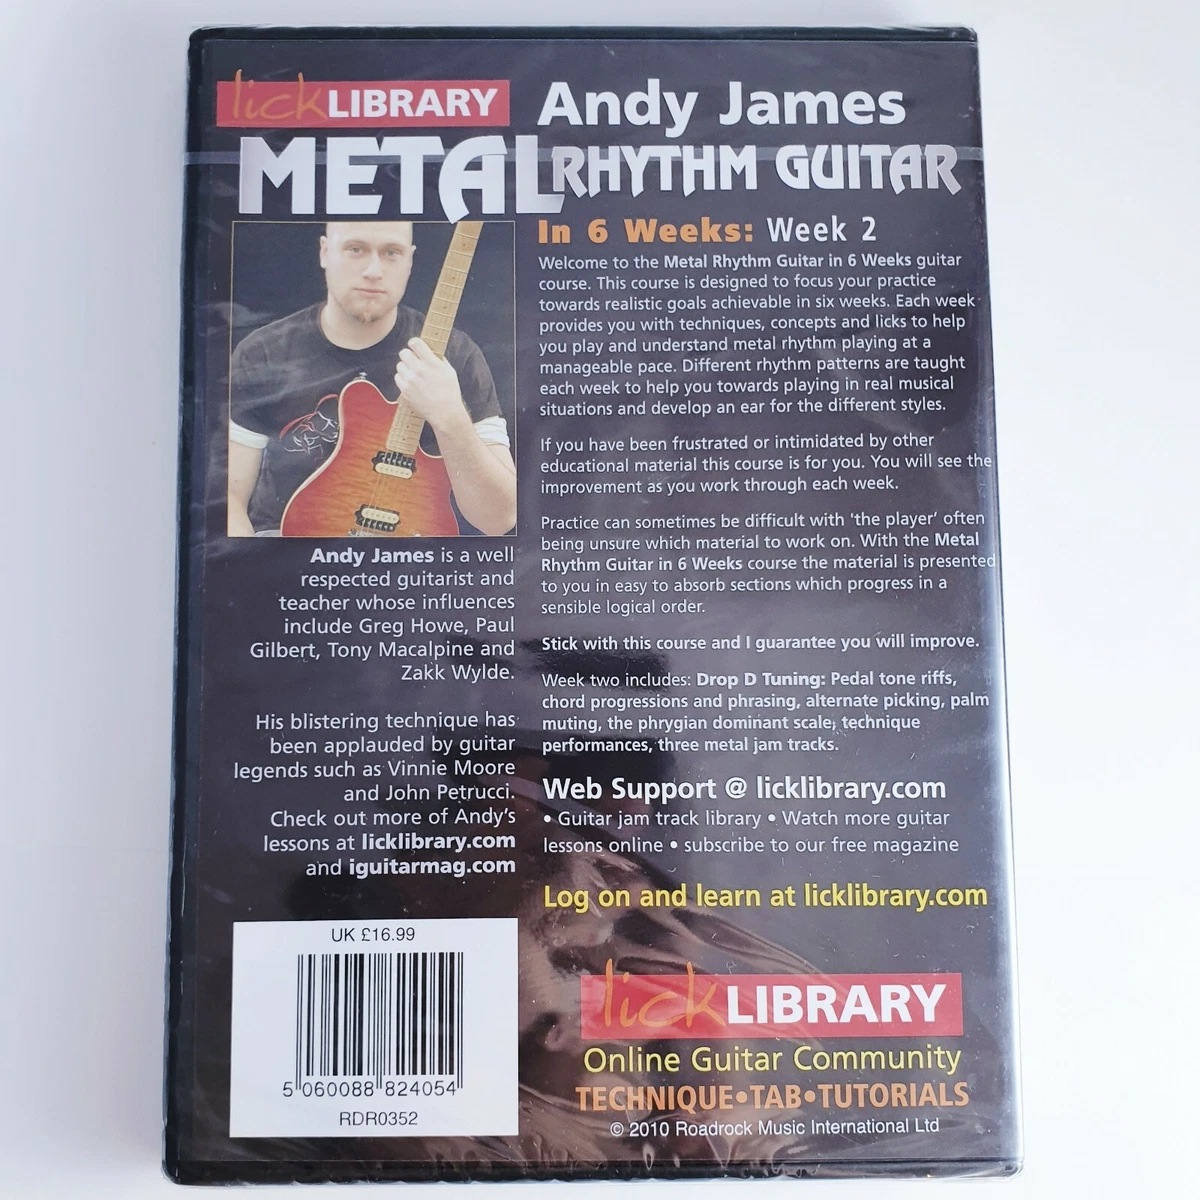 lickLIBRARY
Andy James
METAL RHYTHM GUITAR
In 6 Weeks: Week 2
Welcome to the Metal Rhythm Guitar in 6 Weeks guitar
course. This course is designed to focus your practice
towards realistic goals achievable in six weeks. Each week
provides you with techniques, concepts and licks to help
you play and understand metal rhythm playing at a
manageable pace. Different rhythm patterns are taught
each week to help you towards playing in real musical
situations and develop an ear for the different styles.
If you have been frustrated or intimidated by other
educational material this course is for you. You will see the
improvement as you work through each week.
Practice can sometimes be difficult with 'the player’ often
being unsure which material to work on. With the Metal
Rhythm Guitar in 6 Weeks course the material is presented
to you in easy to absorb sections which progress in a
sensible logical order.
Stick with this course and I guarantee you will improve.
Week two includes: Drop D Tuning: Pedal tone riffs,
chord progressions and phrasing, alternate picking, palm
muting, the phrygian dominant scale, technique
performances, three metal jam tracks.
Web Support @ licklibrary.com
• Guitar jam track library • Watch more guitar
lessons online • subscribe to our free magazine
Log on and learn at licklibrary.com
Andy James is a well
respected guitarist and
teacher whose influences
include Greg Howe, Paul
Gilbert, Tony Macalpine and
Zakk Wylde.
His blistering technique has
been applauded by guitar
legends such as Vinnie Moore
and John Petrucci.
Check out more of Andy’s
lessons at licklibrary.com
and iguitarmag.com
UK £16.99
5 060088 824054
RDR0352
lickLIBRARY
Online Guitar Community
TECHNIQUE•TAB•TUTORIALS
© 2010 Roadrock Music International Ltd